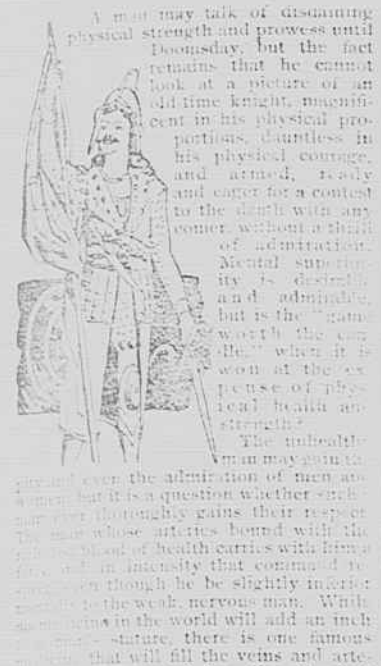 A man may talk of disdaining
physical strength and prowess until
Doomsday, but the fact
remains that he cannot
look at a picture of an
old-time knight, magnifi-
cent in his physical pro-
portions, dauntless in
his physical courage,
and armed, ready
and eager for a contest
to the death with any
comer, without a thrill
of admiration.
Mental superior-
ity is desirable
and admirable,
but is the "game
worth the can-
dle," when it is
won at the ex-
pense of phys-
ical health and
strength?
The unhealthy
man may gain the
and even the admiration of men and
women, but it is a question whether such a
man ever thoroughly gains their respect.
The man whose arteries bound with the
blood of health carries with him a
an intensity that command re-
though he be slightly inferior
to the weak, nervous man. While
in the world will add an inch
stature, there is one famous
that will fill the veins and arte-